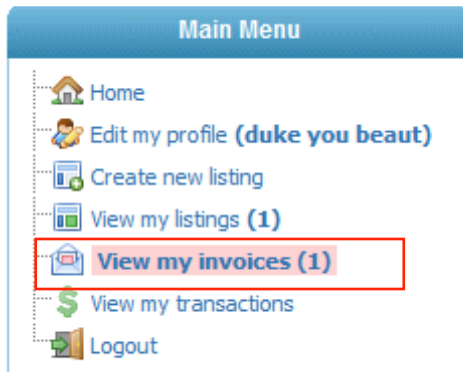 Main Menu
Home
Edit my profile (duke you beaut)
Create new listing
View my listings (1)
View my invoices (1)
View my transactions
Logout